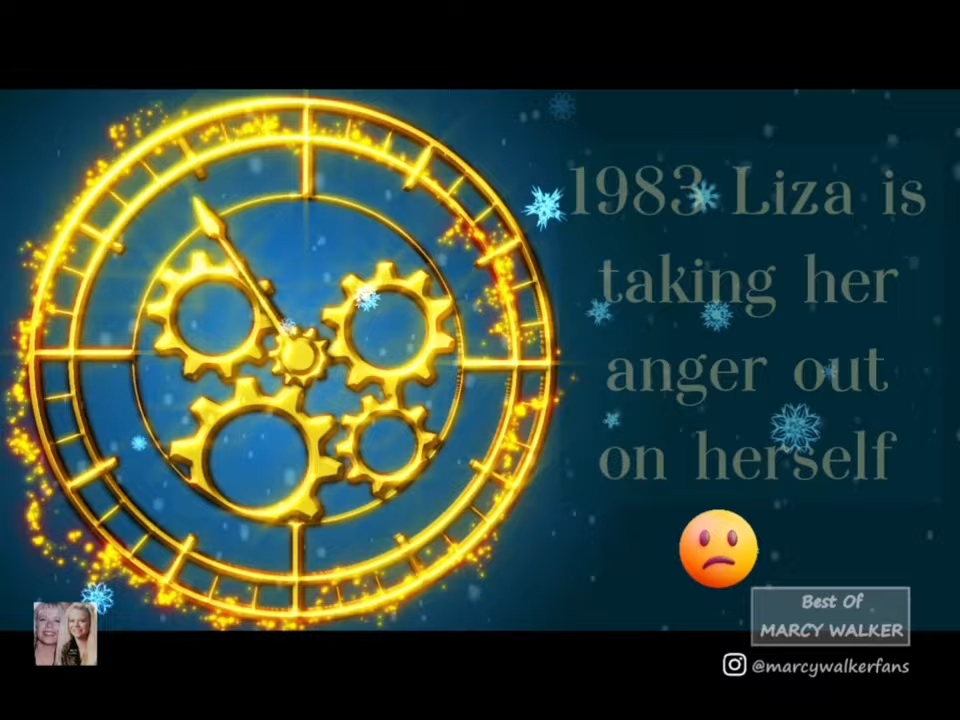 1983 Liza is
taking her
anger out
on herself
Best Of
MARCY WALKER
@marcywalkerfans